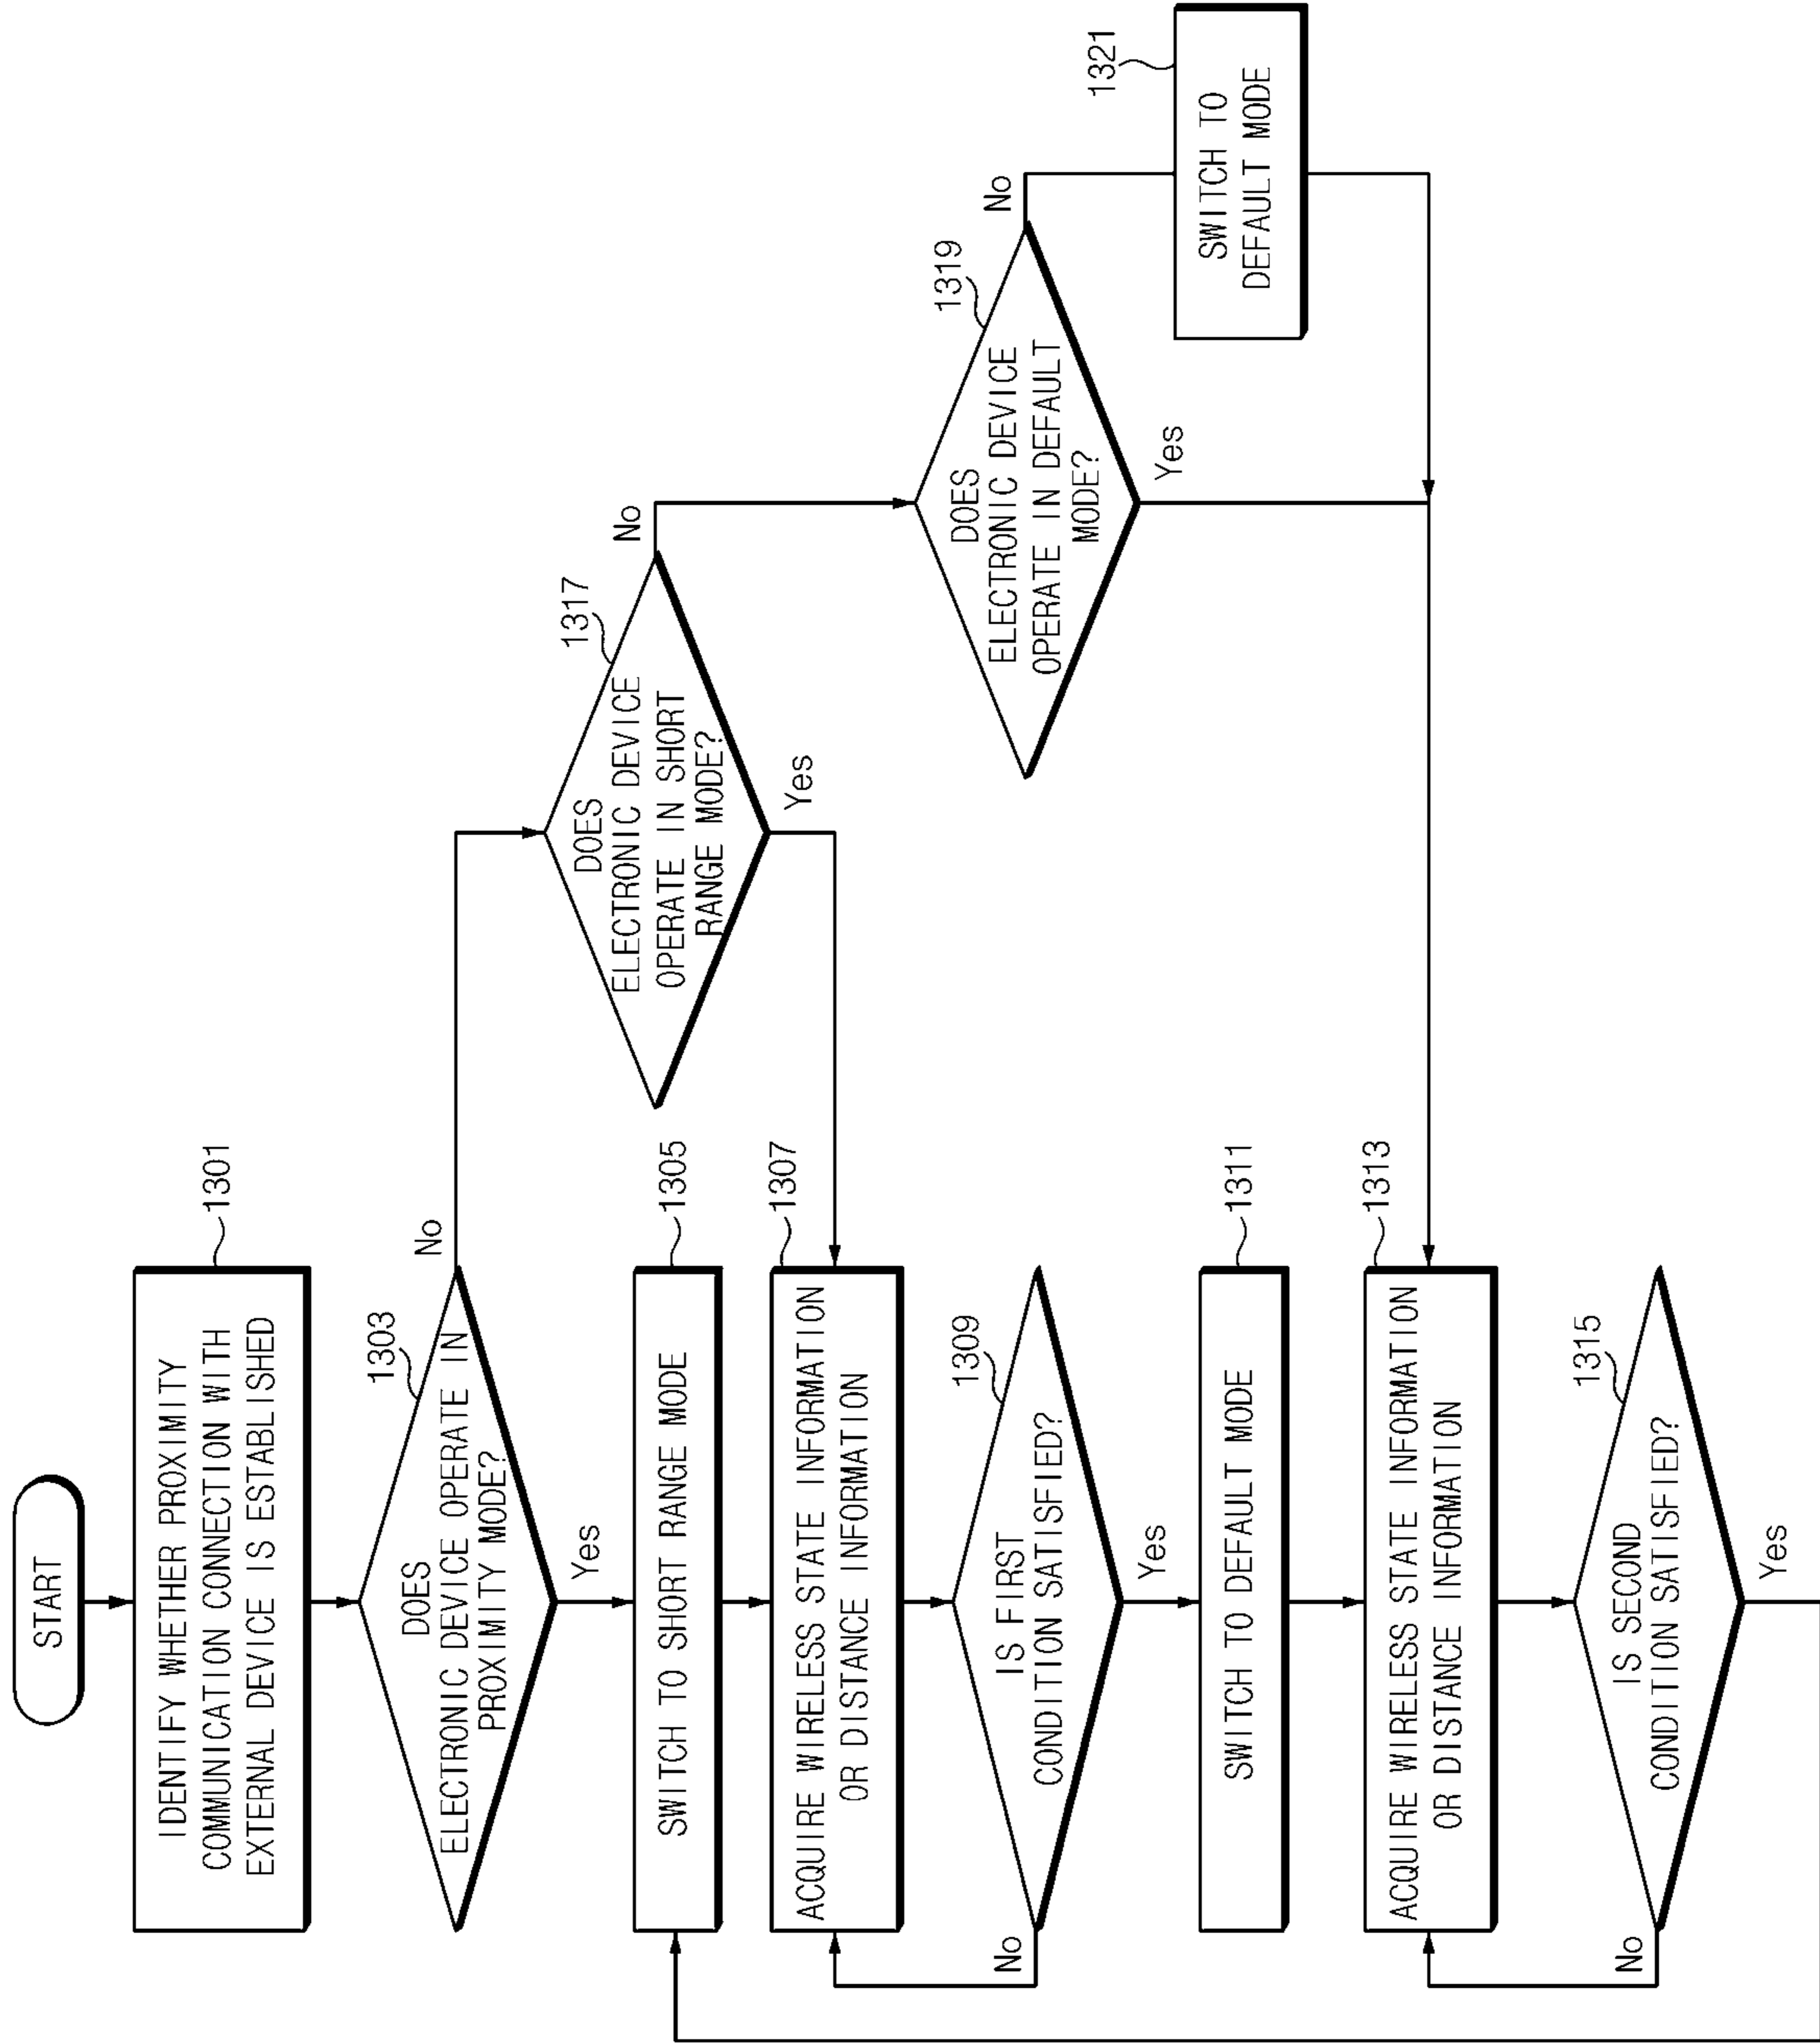 START
IDENTIFY WHETHER PROXIMITY
COMMUNICATION CONNECTION WITH
EXTERNAL DEVICE IS ESTABLISHED
1301
DOES
ELECTRONIC DEVICE OPERATE IN
PROXIMITY MODE?
1303
No
Yes
SWITCH TO SHORT RANGE MODE
1305
ACQUIRE WIRELESS STATE INFORMATION
OR DISTANCE INFORMATION
1307
IS FIRST
CONDITION SATISFIED?
1309
No
Yes
SWITCH TO DEFAULT MODE
1311
ACQUIRE WIRELESS STATE INFORMATION
OR DISTANCE INFORMATION
1313
IS SECOND
CONDITION SATISFIED?
1315
No
Yes
DOES
ELECTRONIC DEVICE
OPERATE IN SHORT
RANGE MODE?
1317
No
Yes
DOES
ELECTRONIC DEVICE
OPERATE IN DEFAULT
MODE?
1319
No
Yes
SWITCH TO
DEFAULT MODE
1321